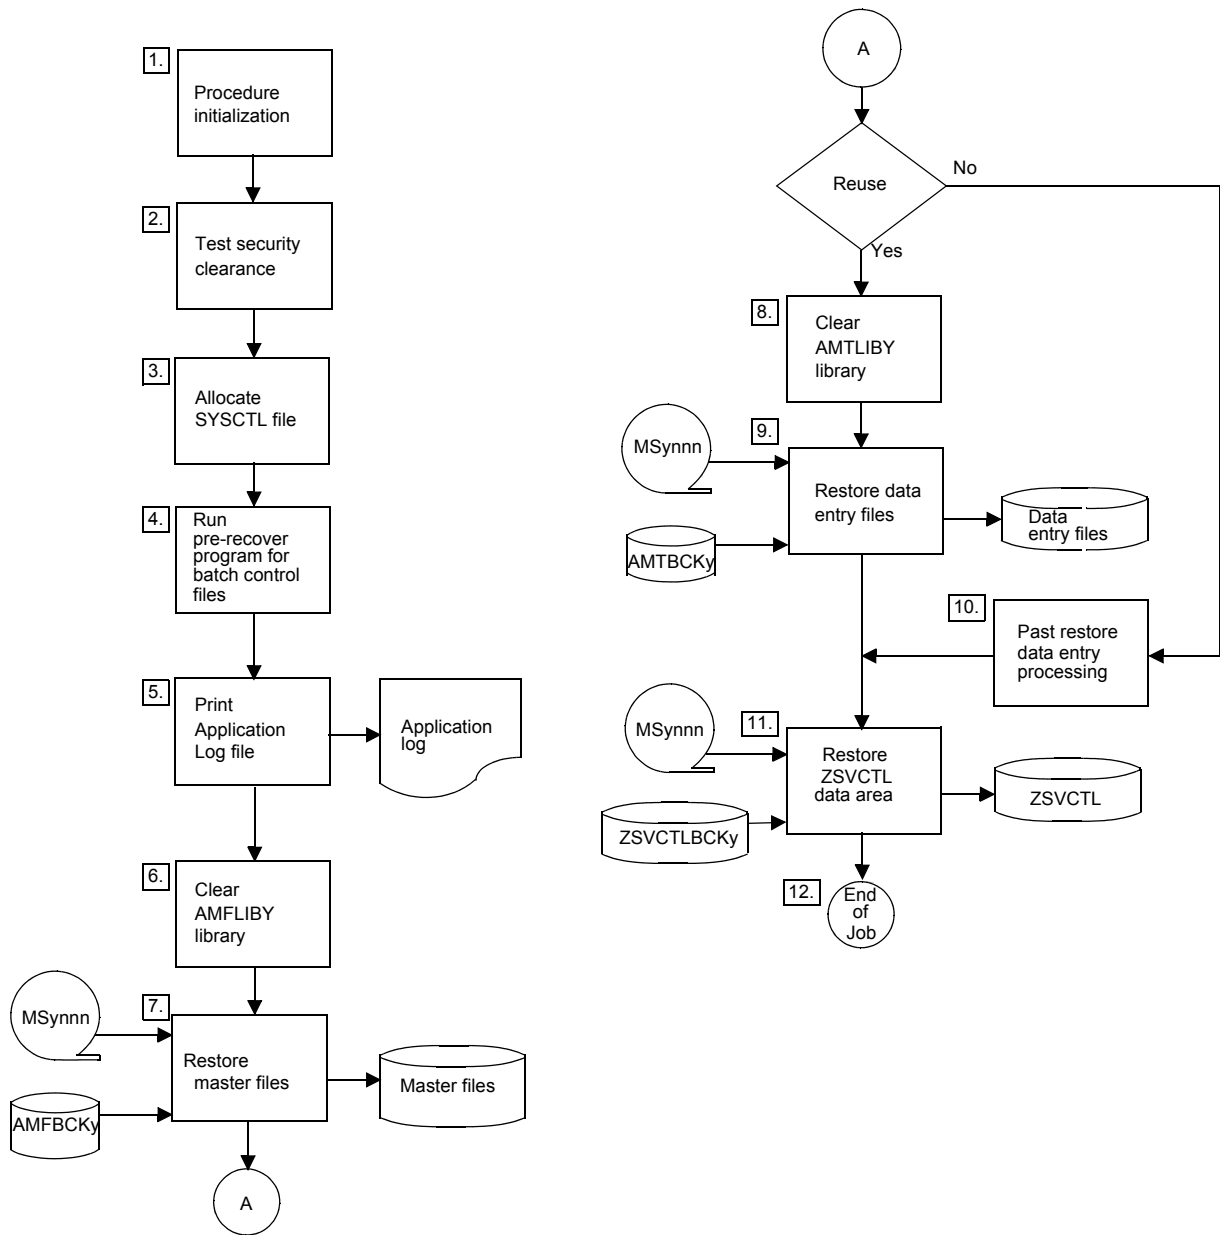 1.
Procedure
initialization
2.
Test security
clearance
3.
Allocate
SYSCTL file
4.
Run
pre-recover
program for
batch control
files
5.
Print
Application
Log file
Application
log
6.
Clear
AMFLIBY
library
MSynnn
7.
Restore
master files
Master files
AMFBCKy
A
A
Reuse
No
Yes
8.
Clear
AMTLIBY
library
MSynnn
9.
Restore data
entry files
Data
entry files
AMTBCKy
10.
Past restore
data entry
processing
MSynnn
11.
Restore
ZSVCTL
data area
ZSVCTL
ZSVCTLBCKy
12.
End
of
Job